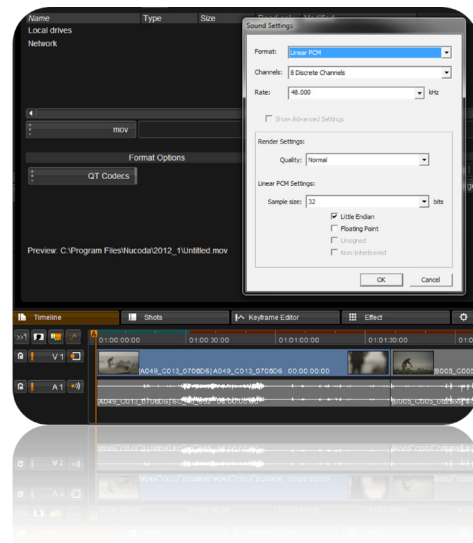 Name Type Size Modified
Local drives
Network
mov
Format Options
QT Codecs
Preview: C:\Program Files\Nucoda\2012_1\Untitled.mov
Sound Settings
Format: Linear PCM
Channels: 8 Discrete Channels
Rate: 48.000 kHz
Show Advanced Settings
Render Settings:
Quality: Normal
Linear PCM Settings:
Sample size: 32 bits
Little Endian
Floating Point
Unsigned
Non-Interleaved
OK Cancel
Timeline Shots Keyframe Editor Effect
01:00:00:00 01:00:30:00 01:01:00:00 01:01:30:00 01:0
V 1
A049_C013_0706D6|A049_C013_0706D6 : 00:00:00:00
A 1